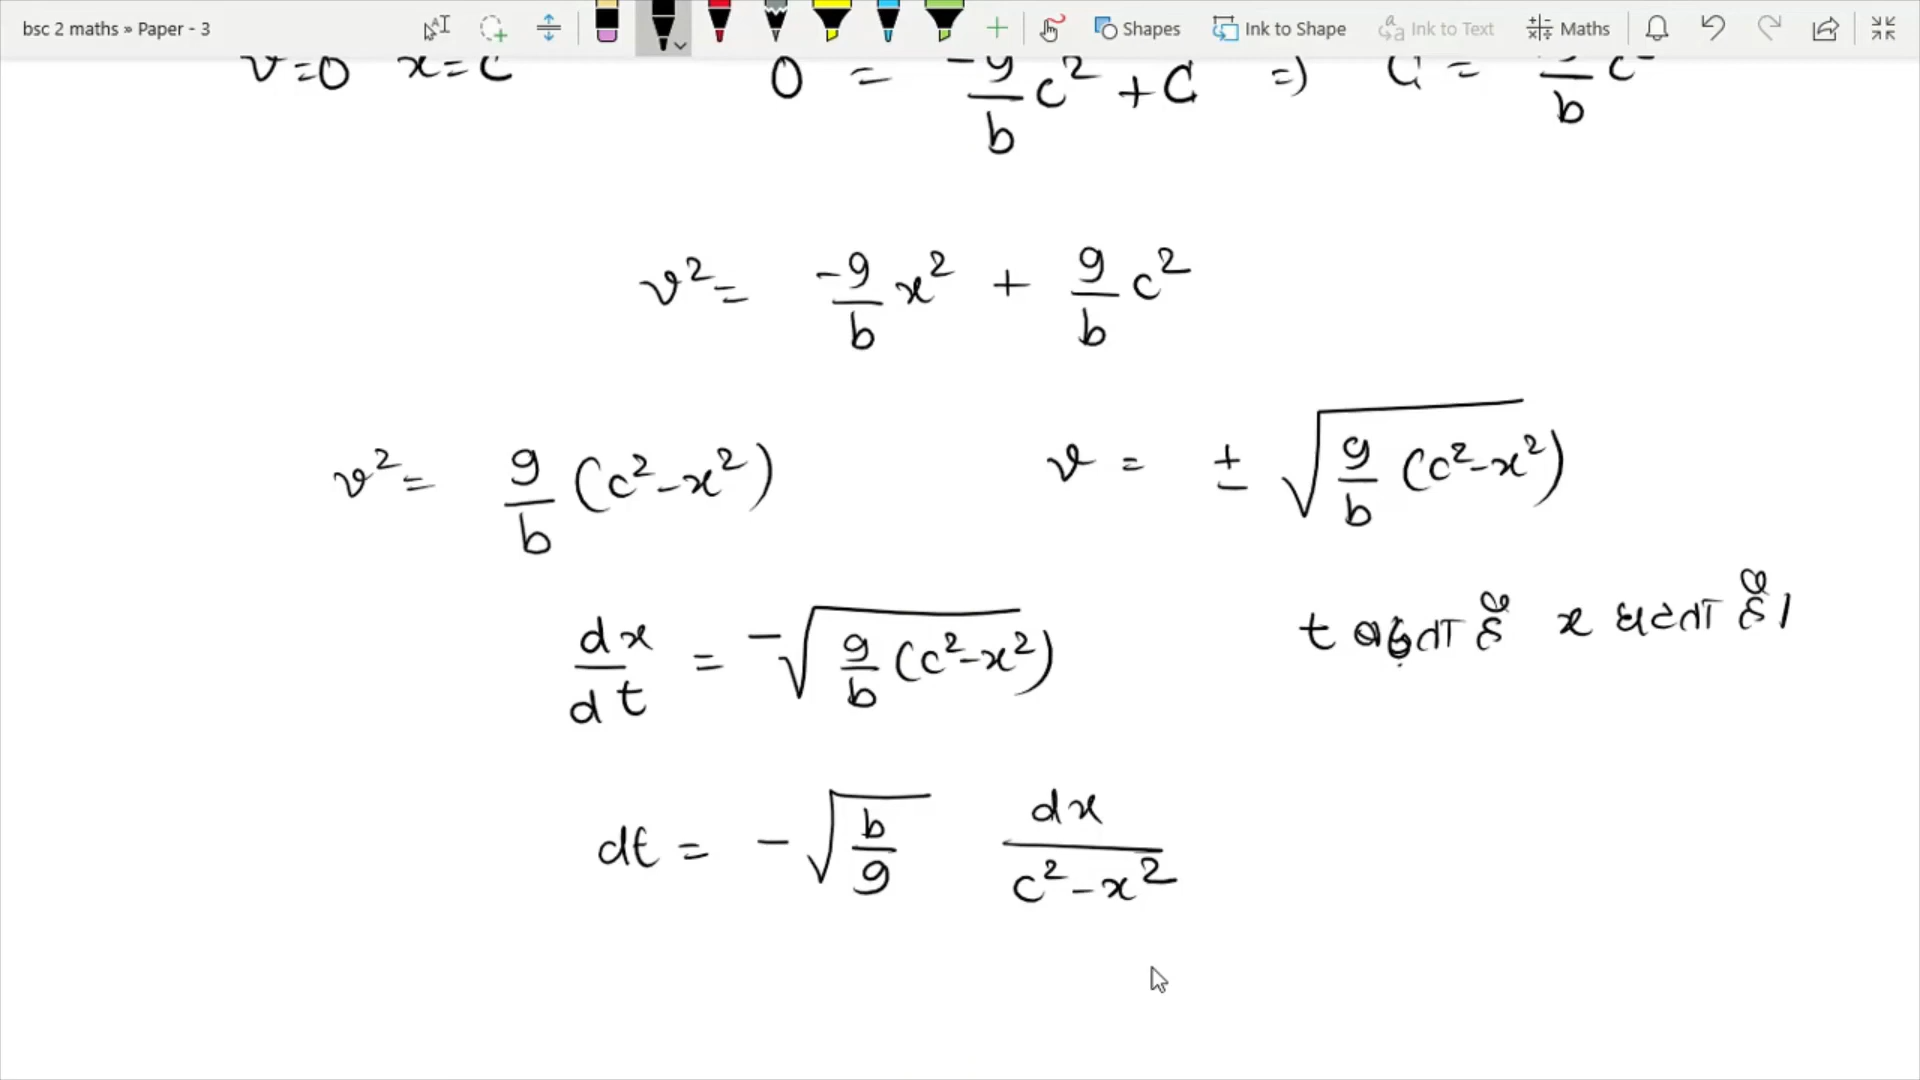 bsc 2 maths » Paper - 3
Shapes Ink to Shape Ink to Text Maths
v=0 x=c 0 = -g/b c² + C => C = g/b c²
v² = -g/b x² + g/b c²
v² = g/b (c²-x²) v = ± √(g/b (c²-x²))
dx/dt = -√(g/b (c²-x²)) t बढ़ता है x घटता है।
dt = -√(b/g) dx/(c²-x²)